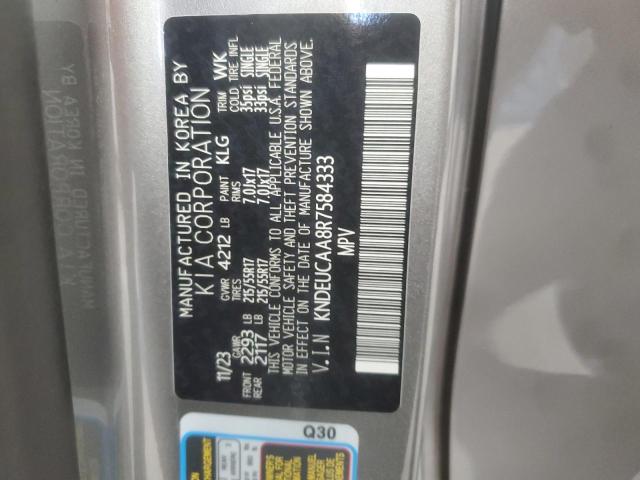 MANUFACTURED IN KOREA BY
KIA CORPORATION
11/23 GVWR 4212 LB PAINT KLG TRIM WK
GAWR TIRES RIMS COLD TIRE INFL
FRONT 2293 LB 215/55R17 7.0Jx17 35psi SINGLE
REAR 2117 LB 215/55R17 7.0Jx17 33psi SINGLE
THIS VEHICLE CONFORMS TO ALL APPLICABLE U.S.A. FEDERAL
MOTOR VEHICLE SAFETY AND THEFT PREVENTION STANDARDS
IN EFFECT ON THE DATE OF MANUFACTURE SHOWN ABOVE.
V.I.N KNDEUCAA8R7584333
MPV
Q30